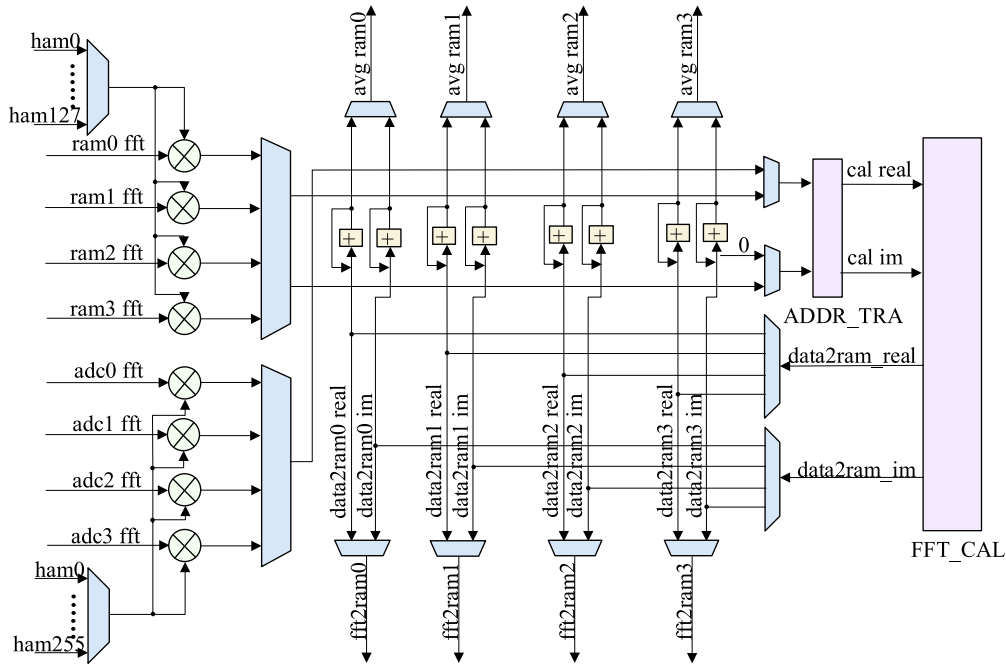 ham0
ham127
ram0 fft
ram1 fft
ram2 fft
ram3 fft
adc0 fft
adc1 fft
adc2 fft
adc3 fft
ham0
ham255
avg ram0
avg ram1
avg ram2
avg ram3
+
+
+
+
+
+
+
+
data2ram0 real
data2ram0 im
data2ram1 real
data2ram1 im
data2ram2 real
data2ram2 im
data2ram3 real
data2ram3 im
fft2ram0
fft2ram1
fft2ram2
fft2ram3
0
cal real
cal im
ADDR_TRA
data2ram_real
data2ram_im
FFT_CAL